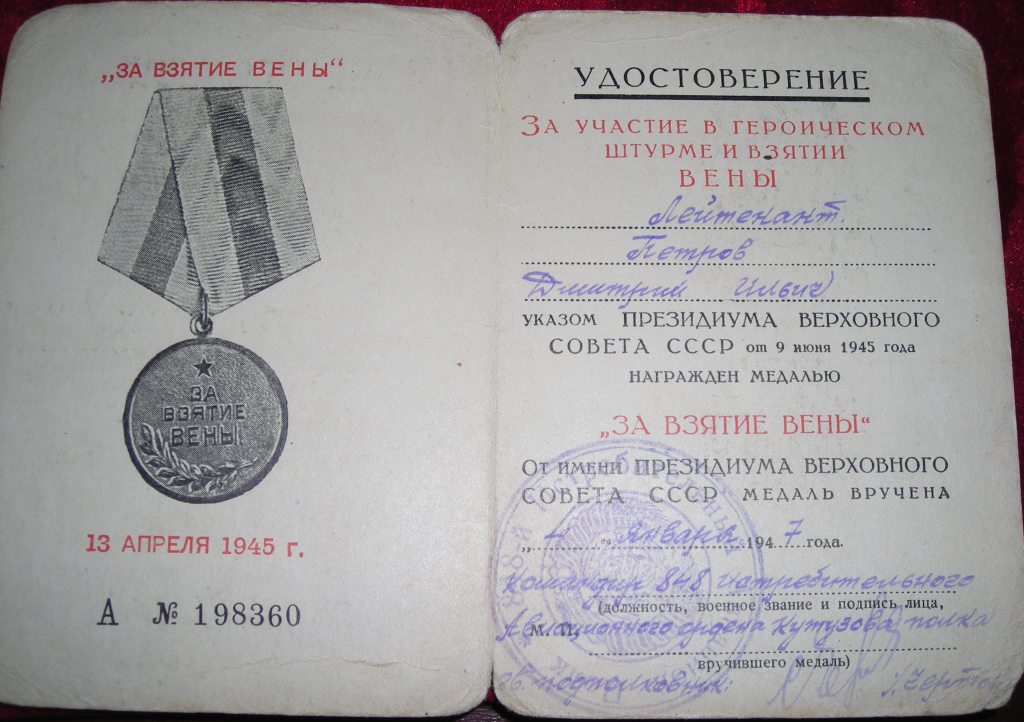 „ЗА ВЗЯТИЕ ВЕНЫ“
ЗА
ВЗЯТИЕ
ВЕНЫ
13 АПРЕЛЯ 1945 г.
А № 198360
УДОСТОВЕРЕНИЕ
ЗА УЧАСТИЕ В ГЕРОИЧЕСКОМ
ШТУРМЕ И ВЗЯТИИ
ВЕНЫ
Лейтенант.
Петров
Дмитрий Ильич
УКАЗОМ ПРЕЗИДИУМА ВЕРХОВНОГО
СОВЕТА СССР от 9 июня 1945 года
НАГРАЖДЕН МЕДАЛЬЮ
„ЗА ВЗЯТИЕ ВЕНЫ“
ОТ ИМЕНИ ПРЕЗИДИУМА ВЕРХОВНОГО
СОВЕТА СССР МЕДАЛЬ ВРУЧЕНА
„4“ Января 1947 года.
Командир 848 истребительного
(должность, военное звание и подпись лица,
М. П. Авиационного ордена Кутузова полка
вручившего медаль)
гв. подполковник: